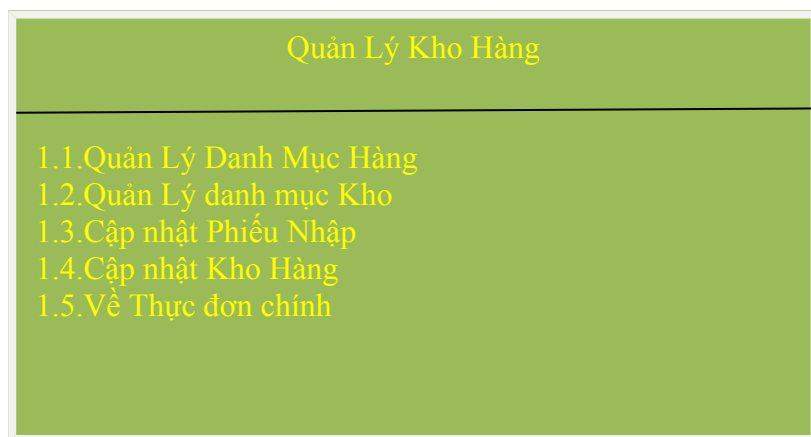 Quản Lý Kho Hàng
1.1.Quản Lý Danh Mục Hàng
1.2.Quản Lý danh mục Kho
1.3.Cập nhật Phiếu Nhập
1.4.Cập nhật Kho Hàng
1.5.Về Thực đơn chính